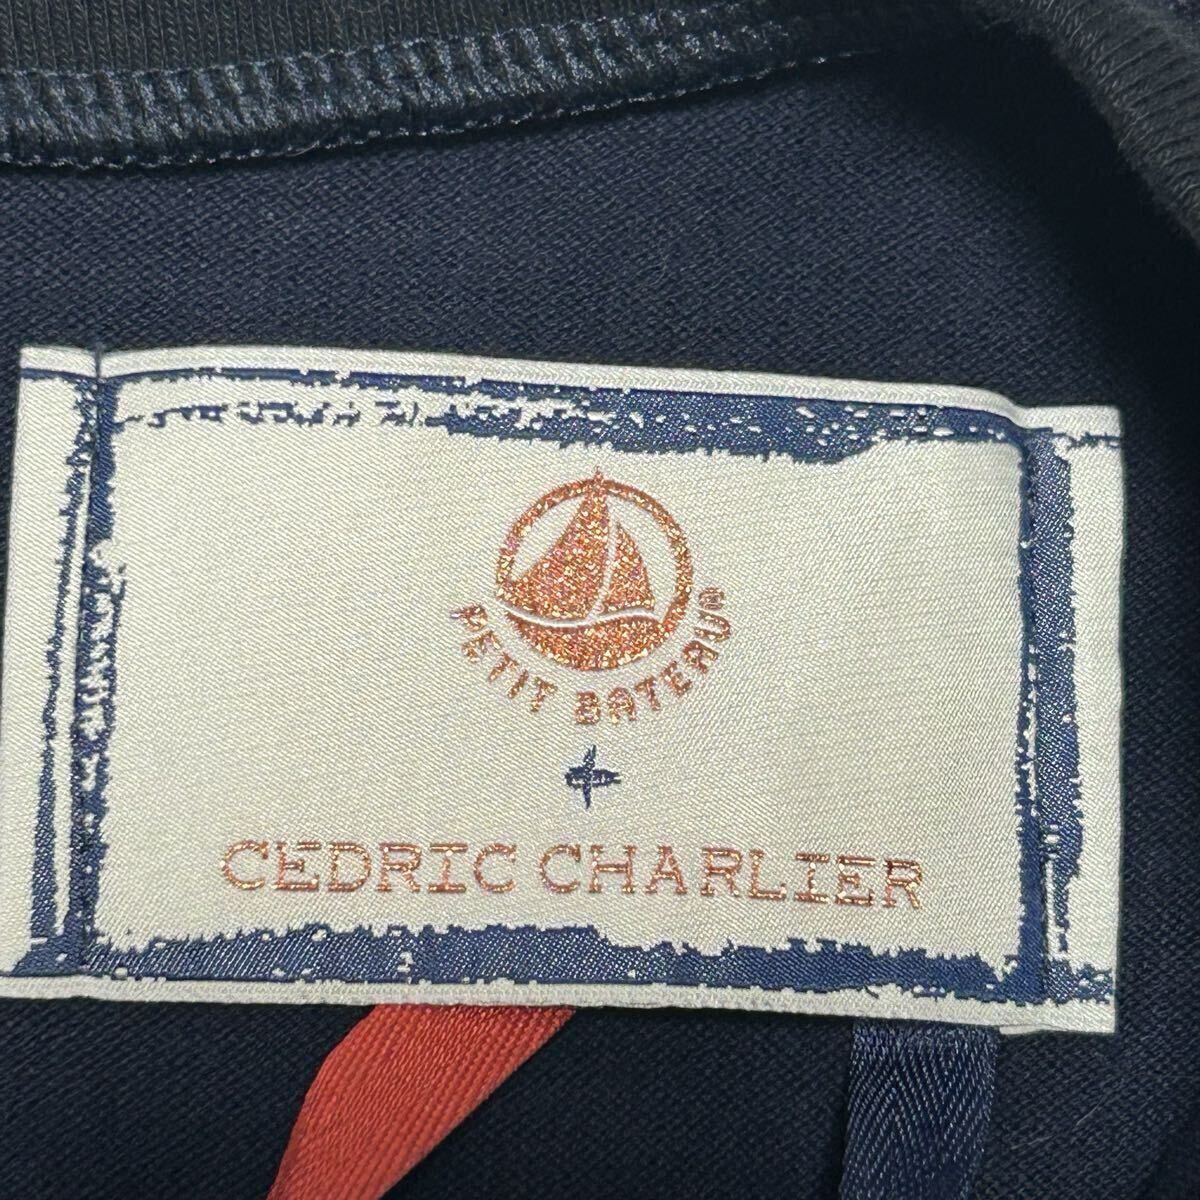 PETIT BATEAU
+
CEDRIC CHARLIER